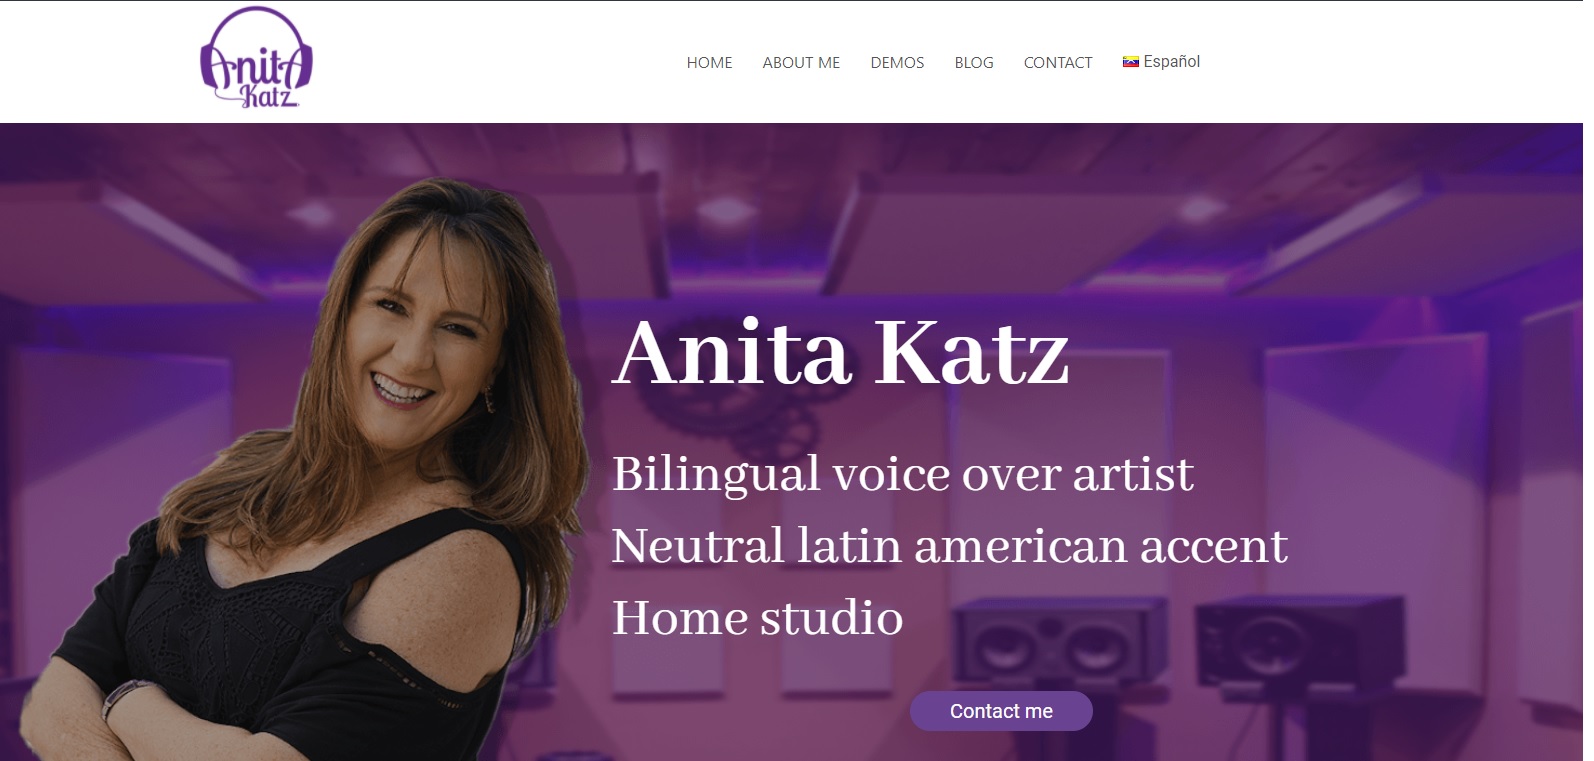 Anita
Katz
HOME ABOUT ME DEMOS BLOG CONTACT Español
Anita Katz
Bilingual voice over artist
Neutral latin american accent
Home studio
Contact me